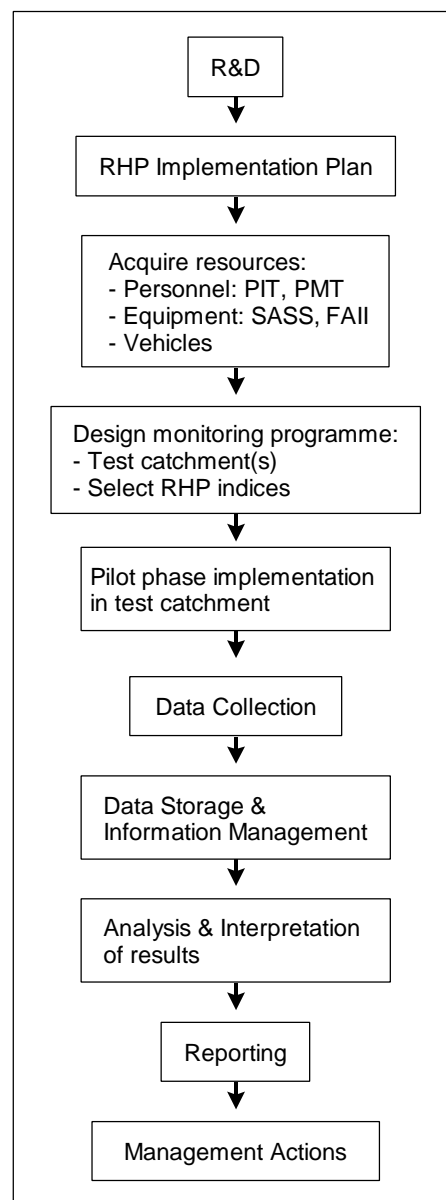 R&D
RHP Implementation Plan
Acquire resources:
- Personnel: PIT, PMT
- Equipment: SASS, FAII
- Vehicles
Design monitoring programme:
- Test catchment(s)
- Select RHP indices
Pilot phase implementation
in test catchment
Data Collection
Data Storage &
Information Management
Analysis & Interpretation
of results
Reporting
Management Actions